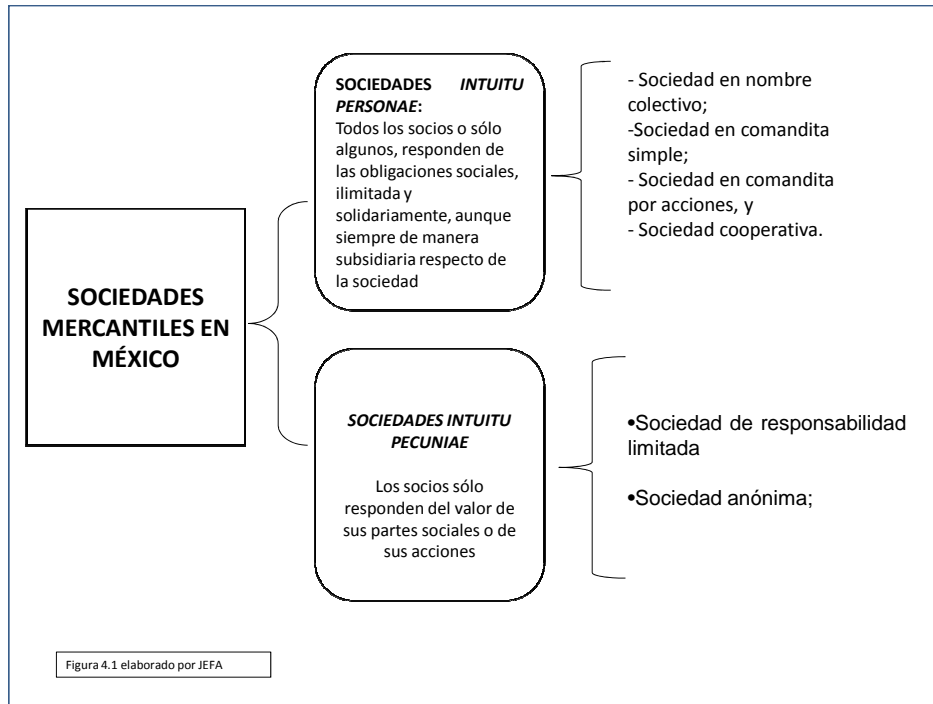 SOCIEDADES
MERCANTILES EN
MÉXICO
SOCIEDADES INTUITU
PERSONAE:
Todos los socios o sólo
algunos, responden de
las obligaciones sociales,
ilimitada y
solidariamente, aunque
siempre de manera
subsidiaria respecto de
la sociedad
- Sociedad en nombre
colectivo;
-Sociedad en comandita
simple;
- Sociedad en comandita
por acciones, y
- Sociedad cooperativa.
SOCIEDADES INTUITU
PECUNIAE
Los socios sólo
responden del valor de
sus partes sociales o de
sus acciones
•Sociedad de responsabilidad
limitada
•Sociedad anónima;
Figura 4.1 elaborado por JEFA